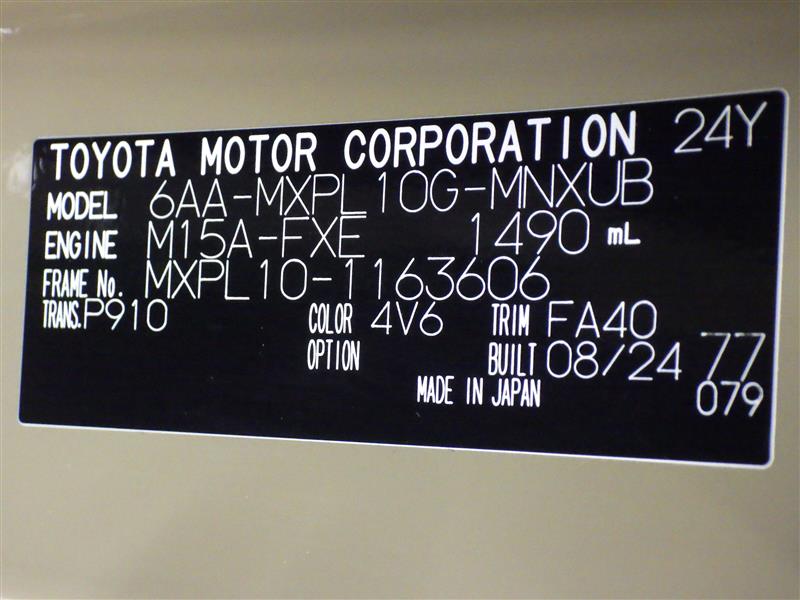 TOYOTA MOTOR CORPORATION 24Y
MODEL 6AA-MXPL10G-MNXUB
ENGINE M15A-FXE 1490 mL
FRAME No. MXPL10-1163606
TRANS. P910 COLOR 4V6 TRIM FA40
OPTION BUILT 08/24 77
MADE IN JAPAN 079